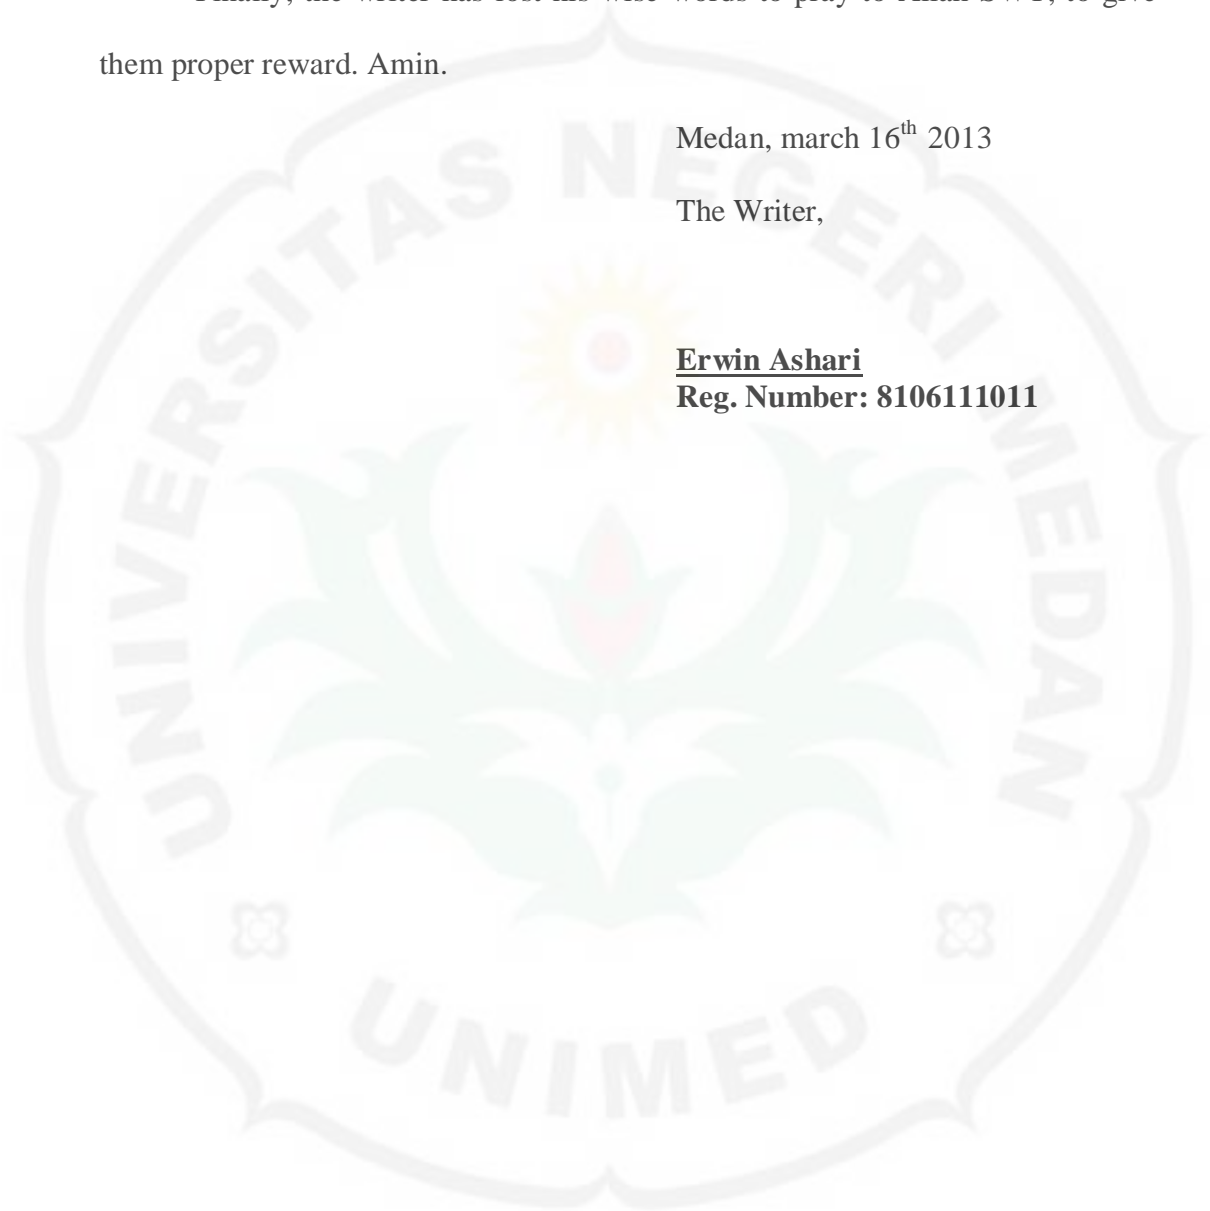 Finally, the writer has lost his wise words to pray to Allah SWT, to give
them proper reward. Amin.
Medan, march 16th 2013
The Writer,
Erwin Ashari
Reg. Number: 8106111011
UNIVERSITAS NEGERI MEDAN
UNIMED